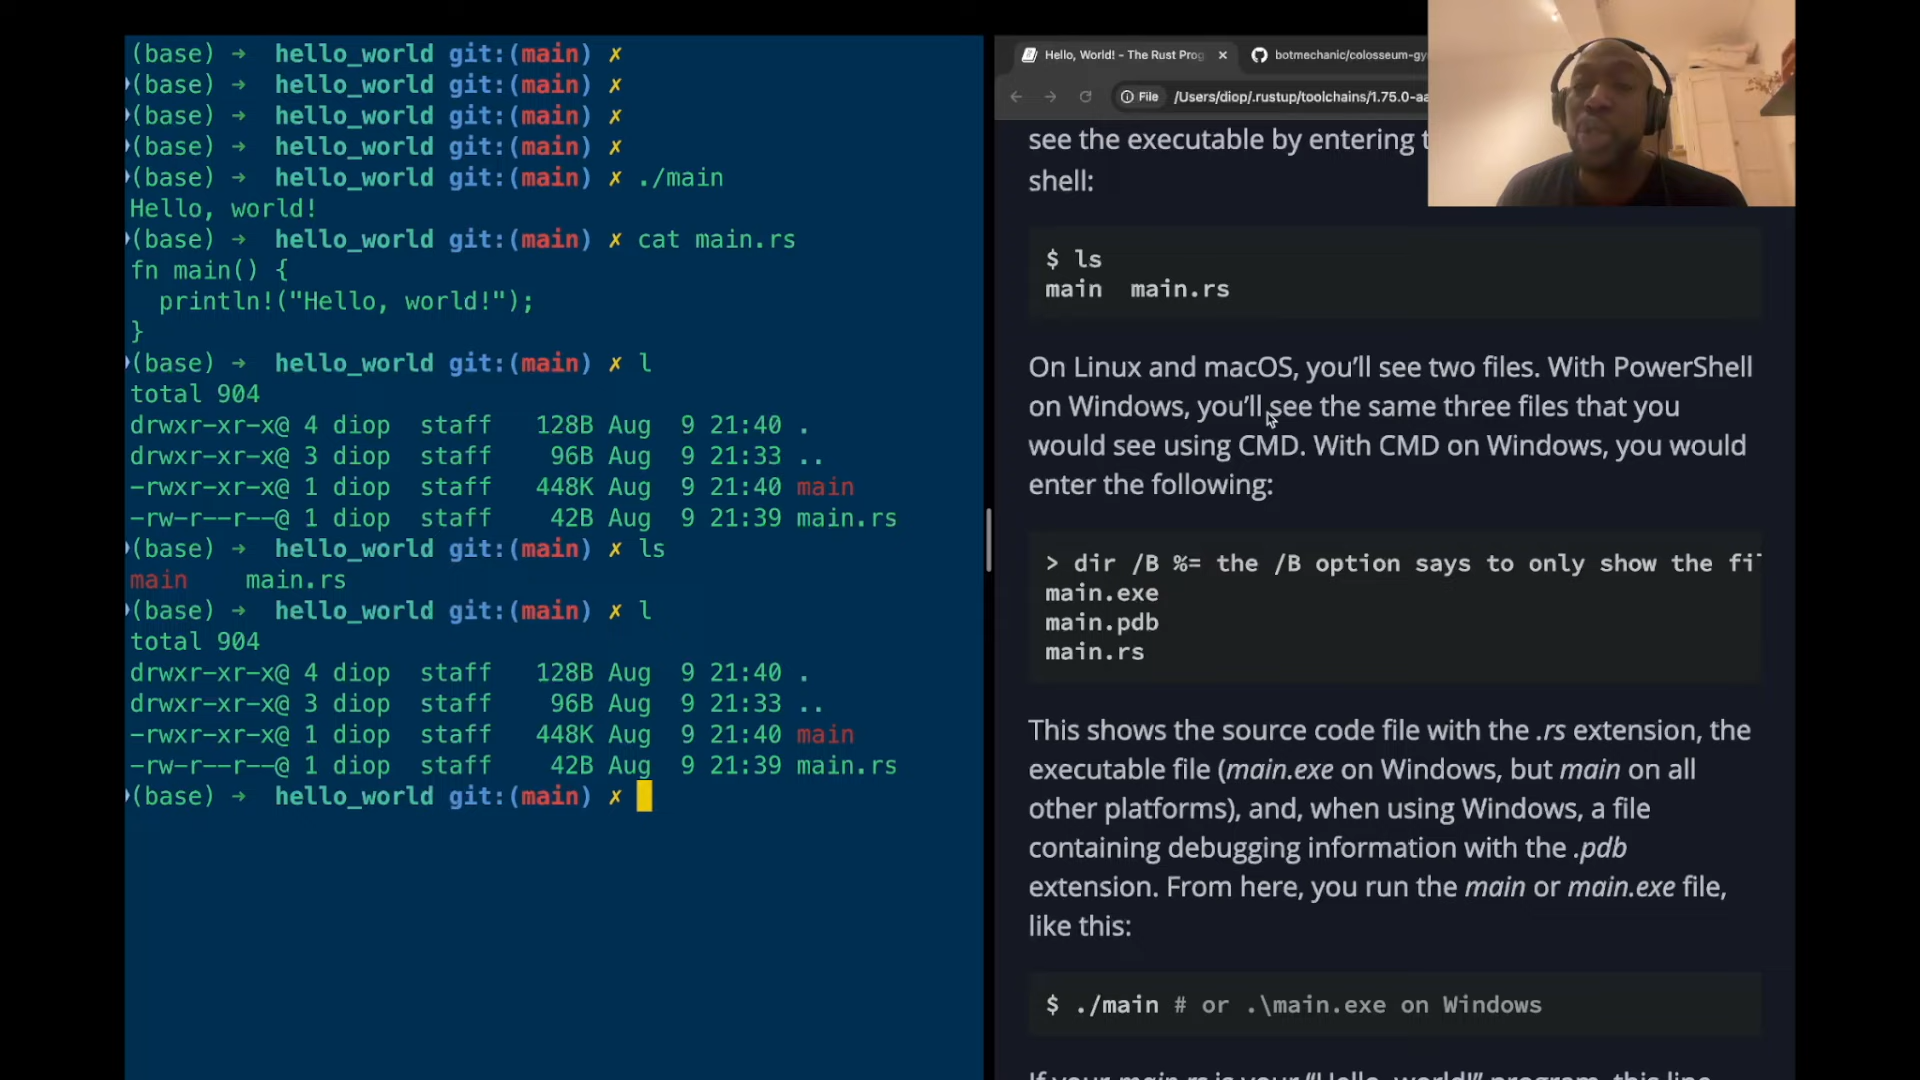 (base) → hello_world git:(main) ✗
(base) → hello_world git:(main) ✗
(base) → hello_world git:(main) ✗
(base) → hello_world git:(main) ✗
(base) → hello_world git:(main) ✗ ./main
Hello, world!
(base) → hello_world git:(main) ✗ cat main.rs
fn main() {
  println!("Hello, world!");
}
(base) → hello_world git:(main) ✗ l
total 904
drwxr-xr-x@ 4 diop  staff   128B Aug  9 21:40 .
drwxr-xr-x@ 3 diop  staff    96B Aug  9 21:33 ..
-rwxr-xr-x@ 1 diop  staff   448K Aug  9 21:40 main
-rw-r--r--@ 1 diop  staff    42B Aug  9 21:39 main.rs
(base) → hello_world git:(main) ✗ ls
main    main.rs
(base) → hello_world git:(main) ✗ l
total 904
drwxr-xr-x@ 4 diop  staff   128B Aug  9 21:40 .
drwxr-xr-x@ 3 diop  staff    96B Aug  9 21:33 ..
-rwxr-xr-x@ 1 diop  staff   448K Aug  9 21:40 main
-rw-r--r--@ 1 diop  staff    42B Aug  9 21:39 main.rs
(base) → hello_world git:(main) ✗
Hello, World! - The Rust Prog × botmechanic/colosseum-gy
File /Users/diop/.rustup/toolchains/1.75.0-aa
see the executable by entering
shell:
$ ls
main  main.rs
On Linux and macOS, you’ll see two files. With PowerShell
on Windows, you’ll see the same three files that you
would see using CMD. With CMD on Windows, you would
enter the following:
> dir /B %= the /B option says to only show the fi
main.exe
main.pdb
main.rs
This shows the source code file with the .rs extension, the
executable file (main.exe on Windows, but main on all
other platforms), and, when using Windows, a file
containing debugging information with the .pdb
extension. From here, you run the main or main.exe file,
like this:
$ ./main # or .\main.exe on Windows
If your main.rs is your “Hello, world!” program, this line